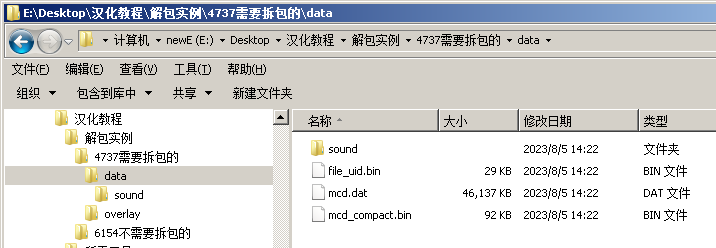 E:\Desktop\汉化教程\解包实例\4737需要拆包的\data
计算机 newE (E:) Desktop 汉化教程 解包实例 4737需要拆包的 data
文件(F) 编辑(E) 查看(V) 工具(T) 帮助(H)
组织 包含到库中 共享 新建文件夹
汉化教程
解包实例
4737需要拆包的
data
sound
overlay
6154不需要拆包的
名称 大小 修改日期 类型
sound 2023/8/5 14:22 文件夹
file_uid.bin 29 KB 2023/8/5 14:22 BIN 文件
mcd.dat 46,137 KB 2023/8/5 14:22 DAT 文件
mcd_compact.bin 92 KB 2023/8/5 14:22 BIN 文件